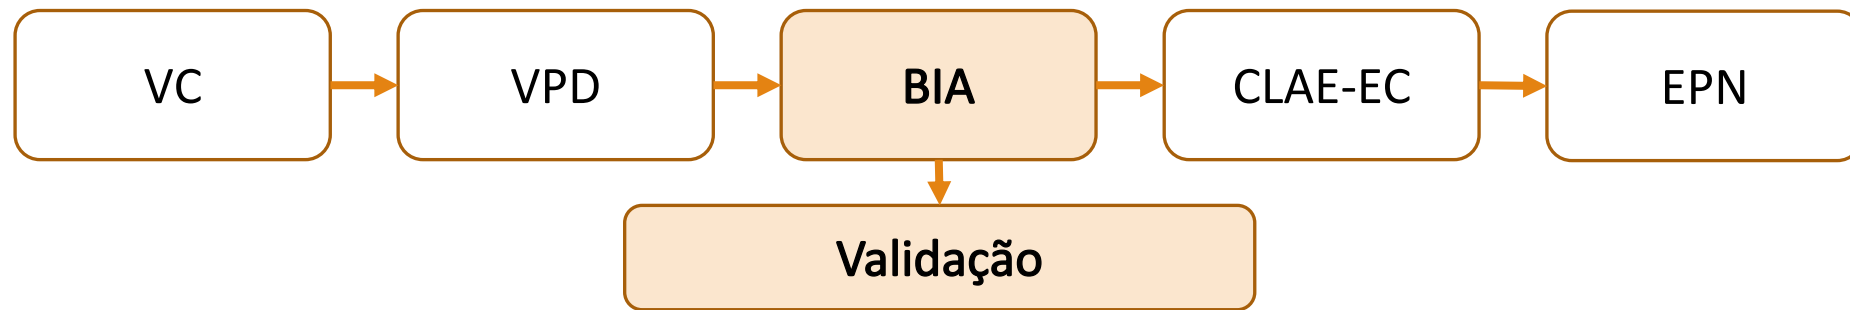 VC
VPD
BIA
CLAE-EC
EPN
Validação